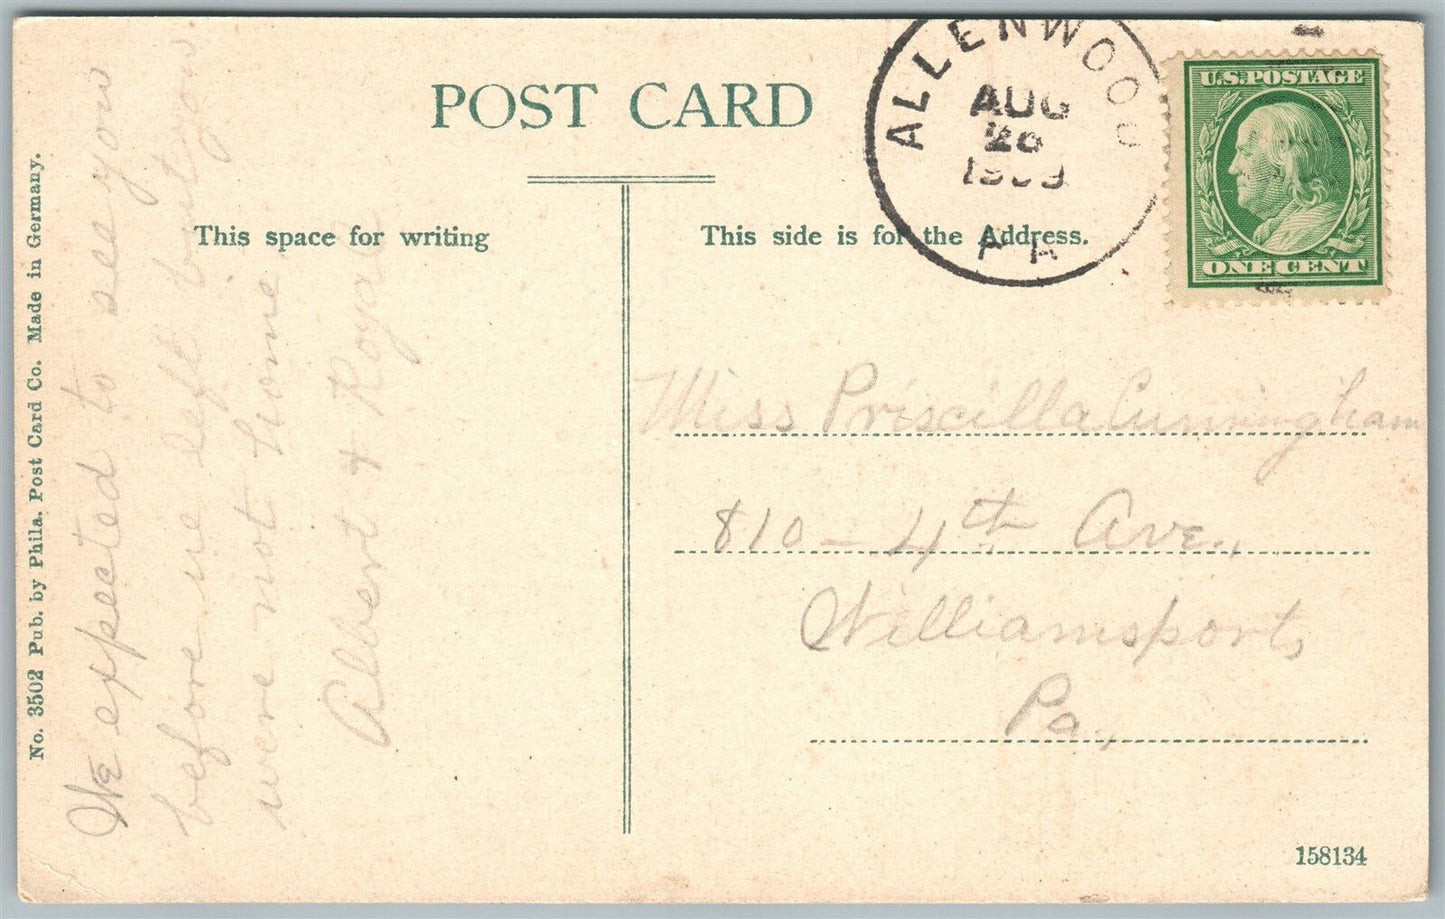 POST CARD
This space for writing
This side is for the Address.
ALLENWOOD
AUG
26
1909
PA
U.S. POSTAGE
ONE CENT
We expected to see you
before we left but you
were not home
Albert + Royal
Miss Priscilla Cunningham
810 - 4th Ave.,
Williamsport,
Pa.,
No. 3502 Pub. by Phila. Post Card Co. Made in Germany.
158134